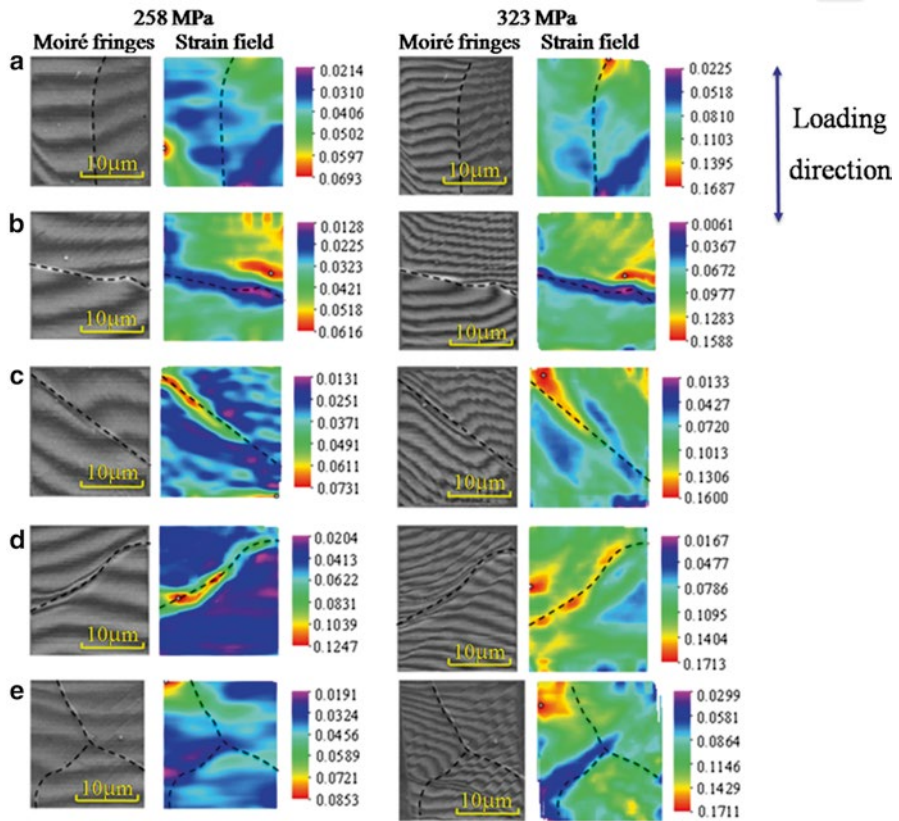 258 MPa
323 MPa
Moiré fringes
Strain field
Moiré fringes
Strain field
a
10µm
0.0214
0.0310
0.0406
0.0502
0.0597
0.0693
10µm
0.0225
0.0518
0.0810
0.1103
0.1395
0.1687
Loading
direction
b
10µm
0.0128
0.0225
0.0323
0.0421
0.0518
0.0616
10µm
0.0061
0.0367
0.0672
0.0977
0.1283
0.1588
c
10µm
0.0131
0.0251
0.0371
0.0491
0.0611
0.0731
10µm
0.0133
0.0427
0.0720
0.1013
0.1306
0.1600
d
10µm
0.0204
0.0413
0.0622
0.0831
0.1039
0.1247
10µm
0.0167
0.0477
0.0786
0.1095
0.1404
0.1713
e
10µm
0.0191
0.0324
0.0456
0.0589
0.0721
0.0853
10µm
0.0299
0.0581
0.0864
0.1146
0.1429
0.1711